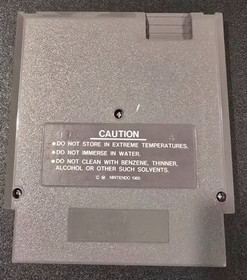 CAUTION
●DO NOT STORE IN EXTREME TEMPERATURES.
●DO NOT IMMERSE IN WATER.
●DO NOT CLEAN WITH BENZENE, THINNER,
ALCOHOL OR OTHER SUCH SOLVENTS.
© NINTENDO 1985